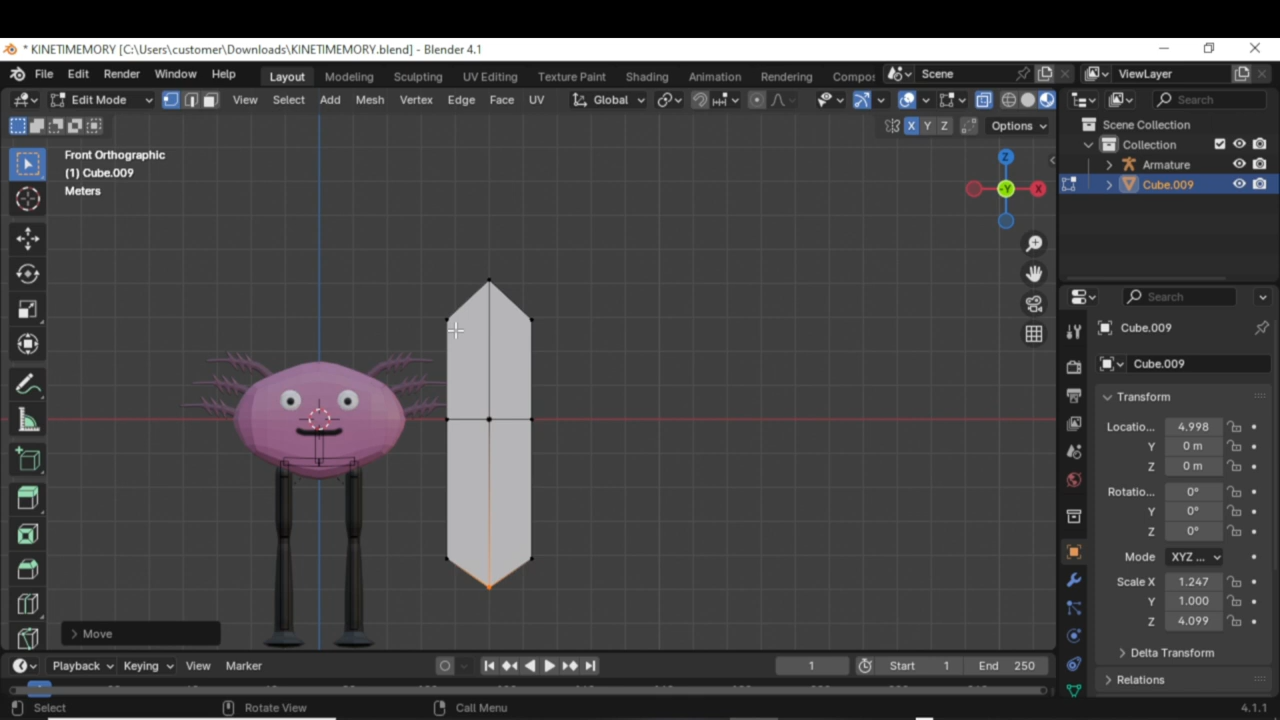 * KINETIMEMORY [C:\Users\customer\Downloads\KINETIMEMORY.blend] - Blender 4.1
File Edit Render Window Help Layout Modeling Sculpting UV Editing Texture Paint Shading Animation Rendering Compos Scene ViewLayer
Edit Mode View Select Add Mesh Vertex Edge Face UV Global Search
X Y Z Options
Scene Collection
Collection
Armature
Cube.009
Front Orthographic
(1) Cube.009
Meters
Z
-Y X
Search
Cube.009
Cube.009
Transform
Locatio... 4.998
Y 0 m
Z 0 m
Rotatio... 0°
Y 0°
Z 0°
Mode XYZ ...
Scale X 1.247
Y 1.000
Z 4.099
Delta Transform
Relations
Move
Playback Keying View Marker 1 Start 1 End 250
Select Rotate View Call Menu 4.1.1